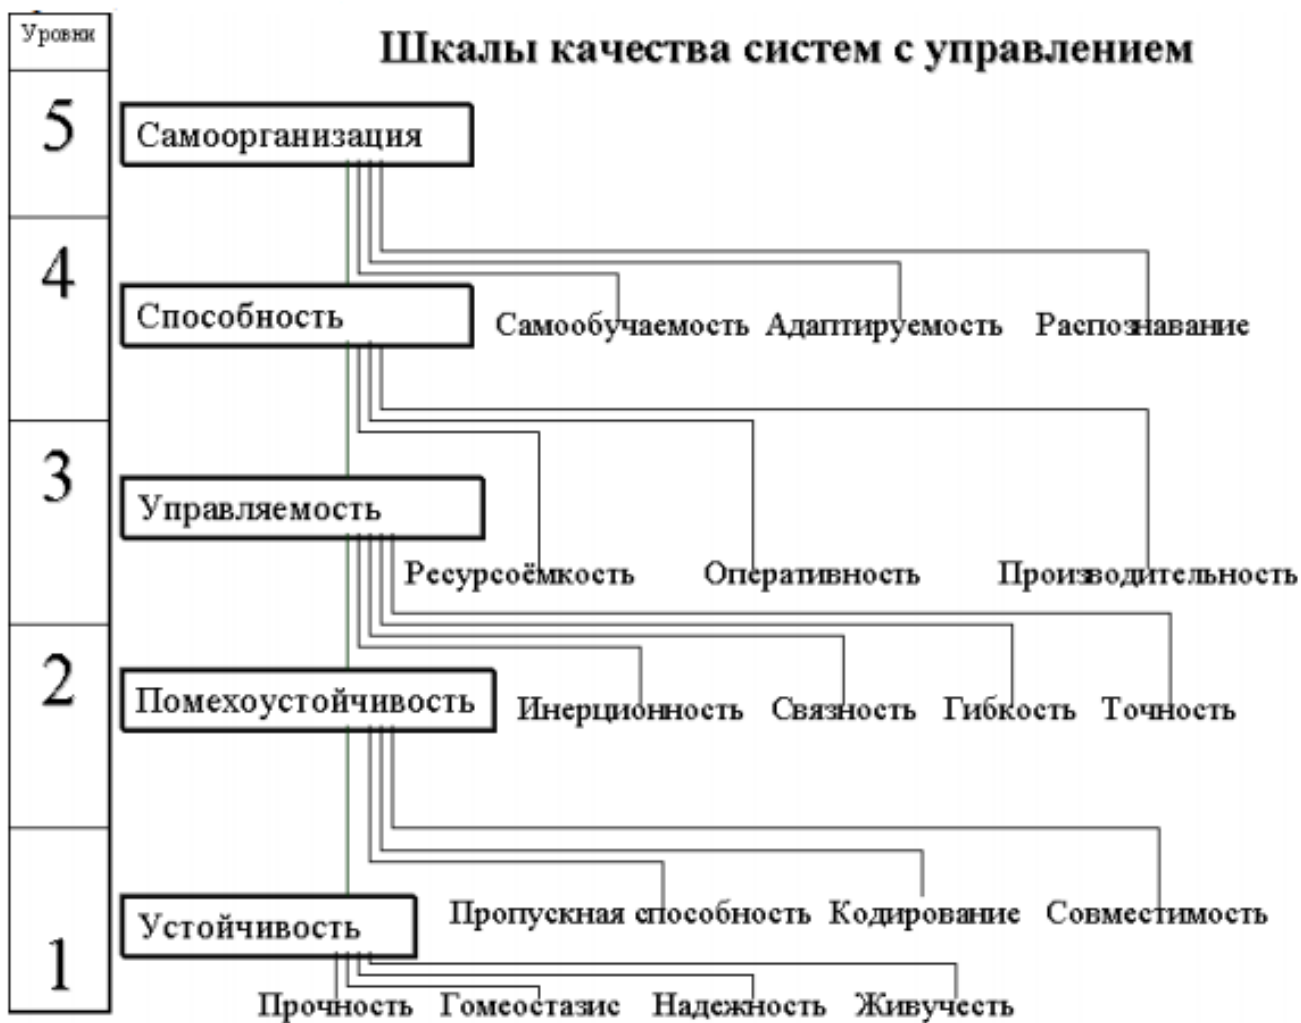 Уровни
Шкалы качества систем с управлением
5
Самоорганизация
4
Способность
Самообучаемость Адаптируемость Распознавание
3
Управляемость
Ресурсоёмкость Оперативность Производительность
2
Помехоустойчивость
Инерционность Связность Гибкость Точность
Пропускная способность Кодирование Совместимость
Устойчивость
1
Прочность Гомеостазис Надежность Живучесть